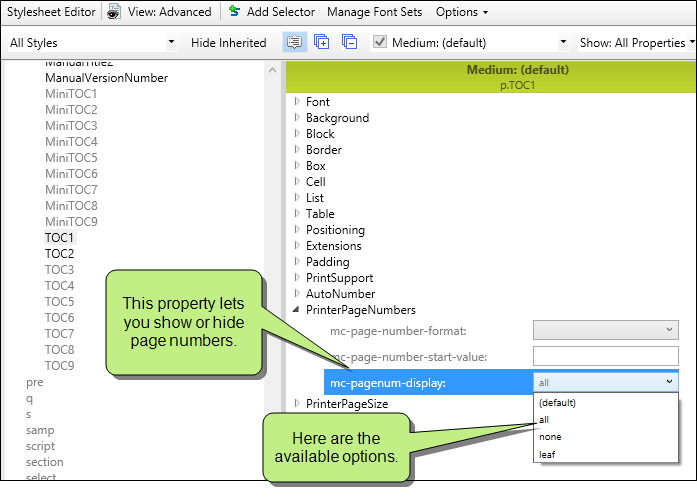 Stylesheet Editor View: Advanced Add Selector Manage Font Sets Options
All Styles Hide Inherited Medium: (default) Show: All Properties
ManualVersionNumber
MiniTOC1
MiniTOC2
MiniTOC3
MiniTOC4
MiniTOC5
MiniTOC6
MiniTOC7
MiniTOC8
MiniTOC9
TOC1
TOC2
TOC3
TOC4
TOC5
TOC6
TOC7
TOC8
TOC9
pre
q
s
samp
script
section
select
Medium: (default)
p.TOC1
Font
Background
Block
Border
Box
Cell
List
Table
Positioning
Extensions
Padding
PrintSupport
AutoNumber
PrinterPageNumbers
mc-page-number-format:
mc-page-number-start-value:
mc-pagenum-display: all
PrinterPageSize
(default)
all
none
leaf
This property lets
you show or hide
page numbers.
Here are the
available options.